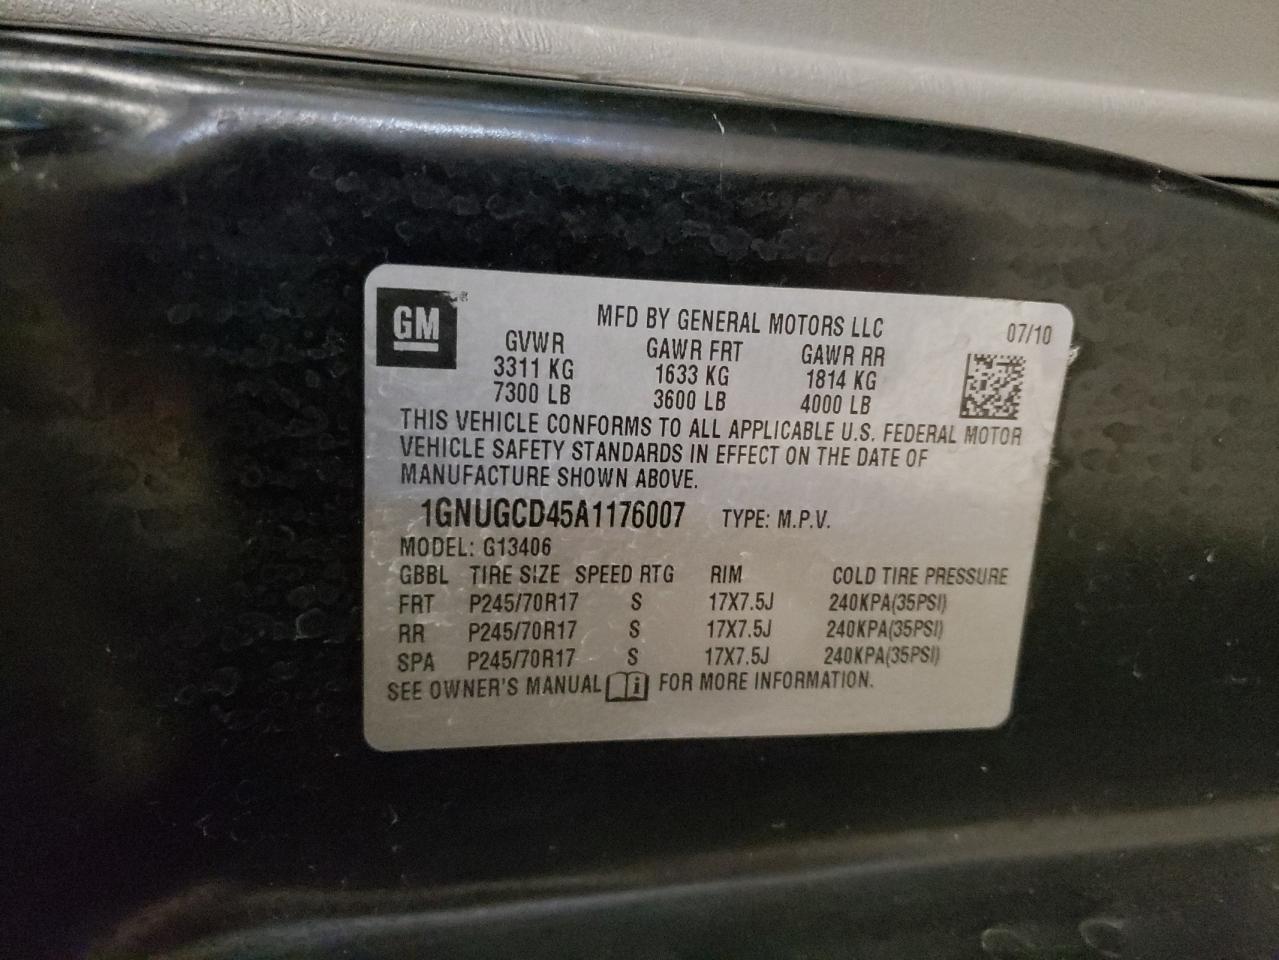 GM
MFD BY GENERAL MOTORS LLC 07/10
GVWR GAWR FRT GAWR RR
3311 KG 1633 KG 1814 KG
7300 LB 3600 LB 4000 LB
THIS VEHICLE CONFORMS TO ALL APPLICABLE U.S. FEDERAL MOTOR
VEHICLE SAFETY STANDARDS IN EFFECT ON THE DATE OF
MANUFACTURE SHOWN ABOVE.
1GNUGCD45A1176007 TYPE: M.P.V.
MODEL: G13406
GBBL TIRE SIZE SPEED RTG RIM COLD TIRE PRESSURE
FRT P245/70R17 S 17X7.5J 240KPA(35PSI)
RR P245/70R17 S 17X7.5J 240KPA(35PSI)
SPA P245/70R17 S 17X7.5J 240KPA(35PSI)
SEE OWNER'S MANUAL i FOR MORE INFORMATION.